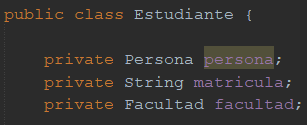 public class Estudiante {
private Persona persona;
private String matricula;
private Facultad facultad;